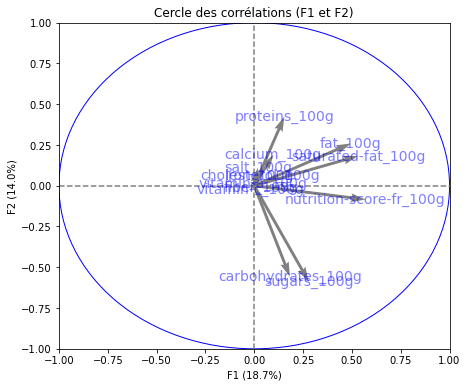 Cercle des corrélations (F1 et F2)
1.00
0.75
0.50
0.25
0.00
−0.25
−0.50
−0.75
−1.00
F2 (14.0%)
proteins_100g
fat_100g
saturated-fat_100g
calcium_100g
salt_100g
nutrition-score-fr_100g
carbohydrates_100g
sugars_100g
−1.00 −0.75 −0.50 −0.25 0.00 0.25 0.50 0.75 1.00
F1 (18.7%)